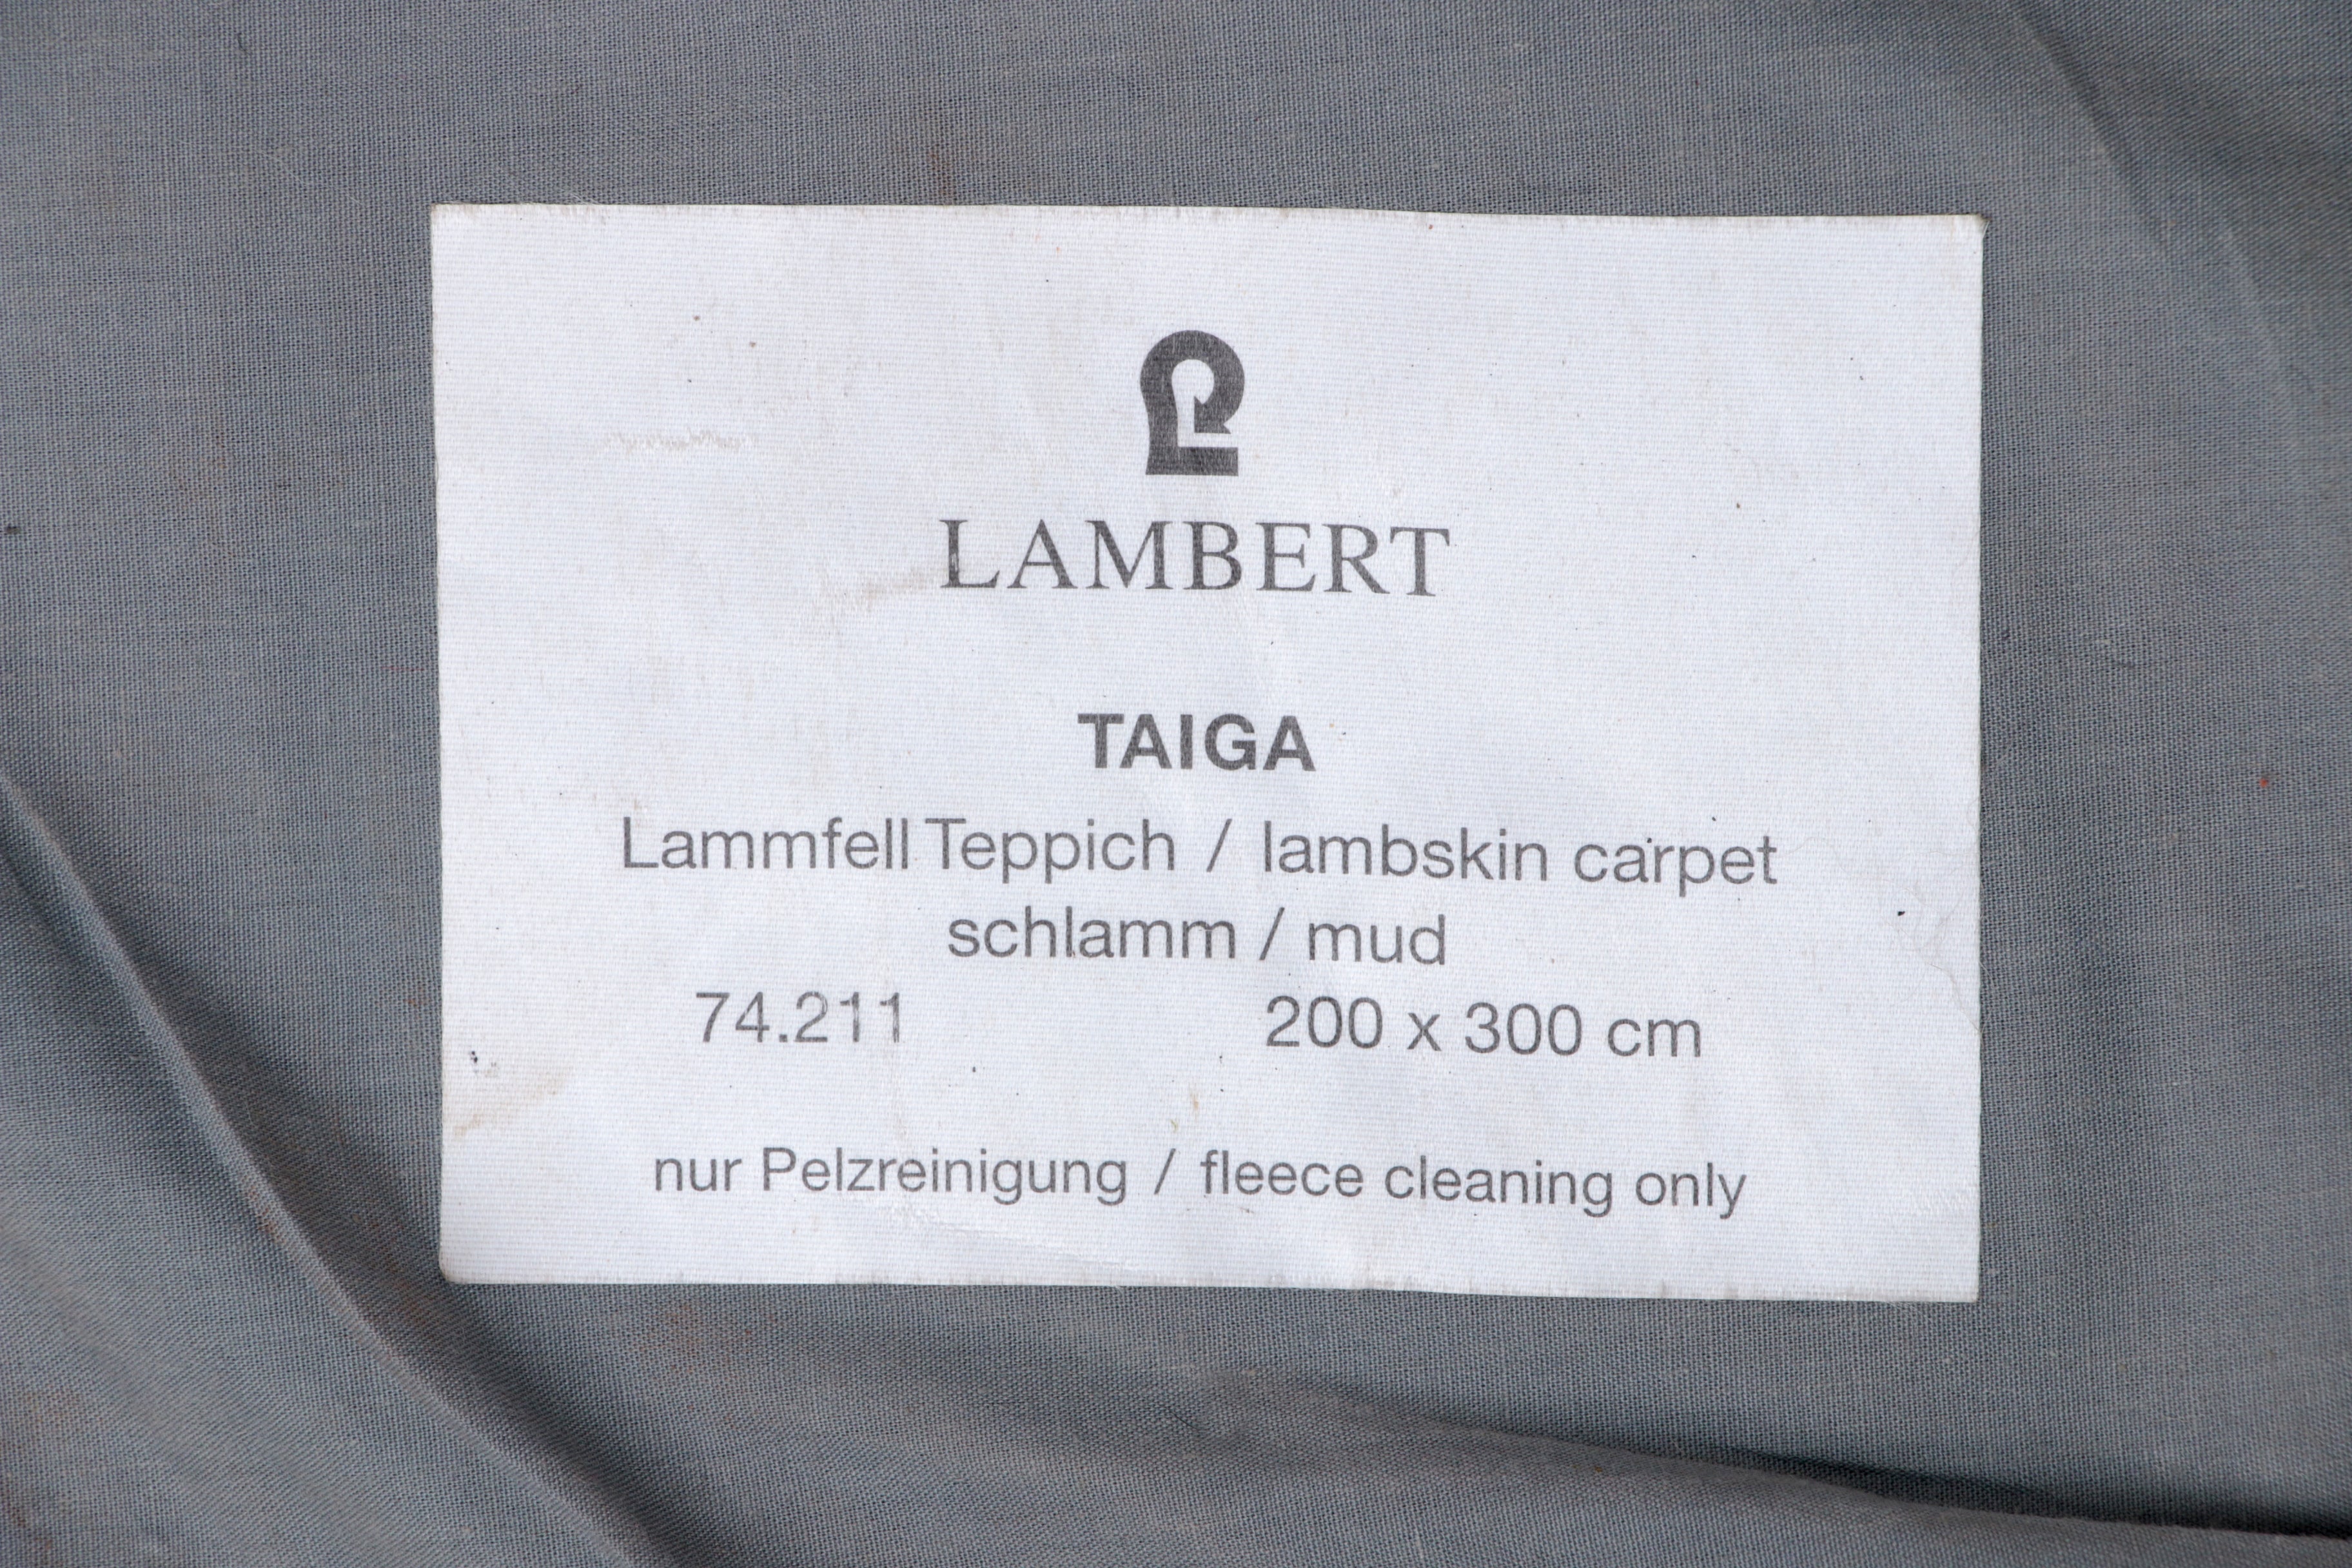 LAMBERT
TAIGA
Lammfell Teppich / lambskin carpet
schlamm / mud
74.211 200 x 300 cm
nur Pelzreinigung / fleece cleaning only